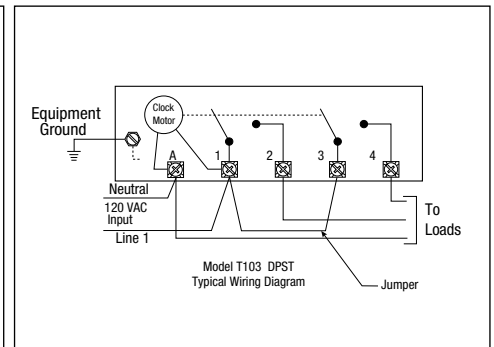 Equipment
Ground
Clock
Motor
A 1 2 3 4
Neutral
120 VAC
Input
Line 1
To
Loads
Model T103 DPST
Typical Wiring Diagram
Jumper